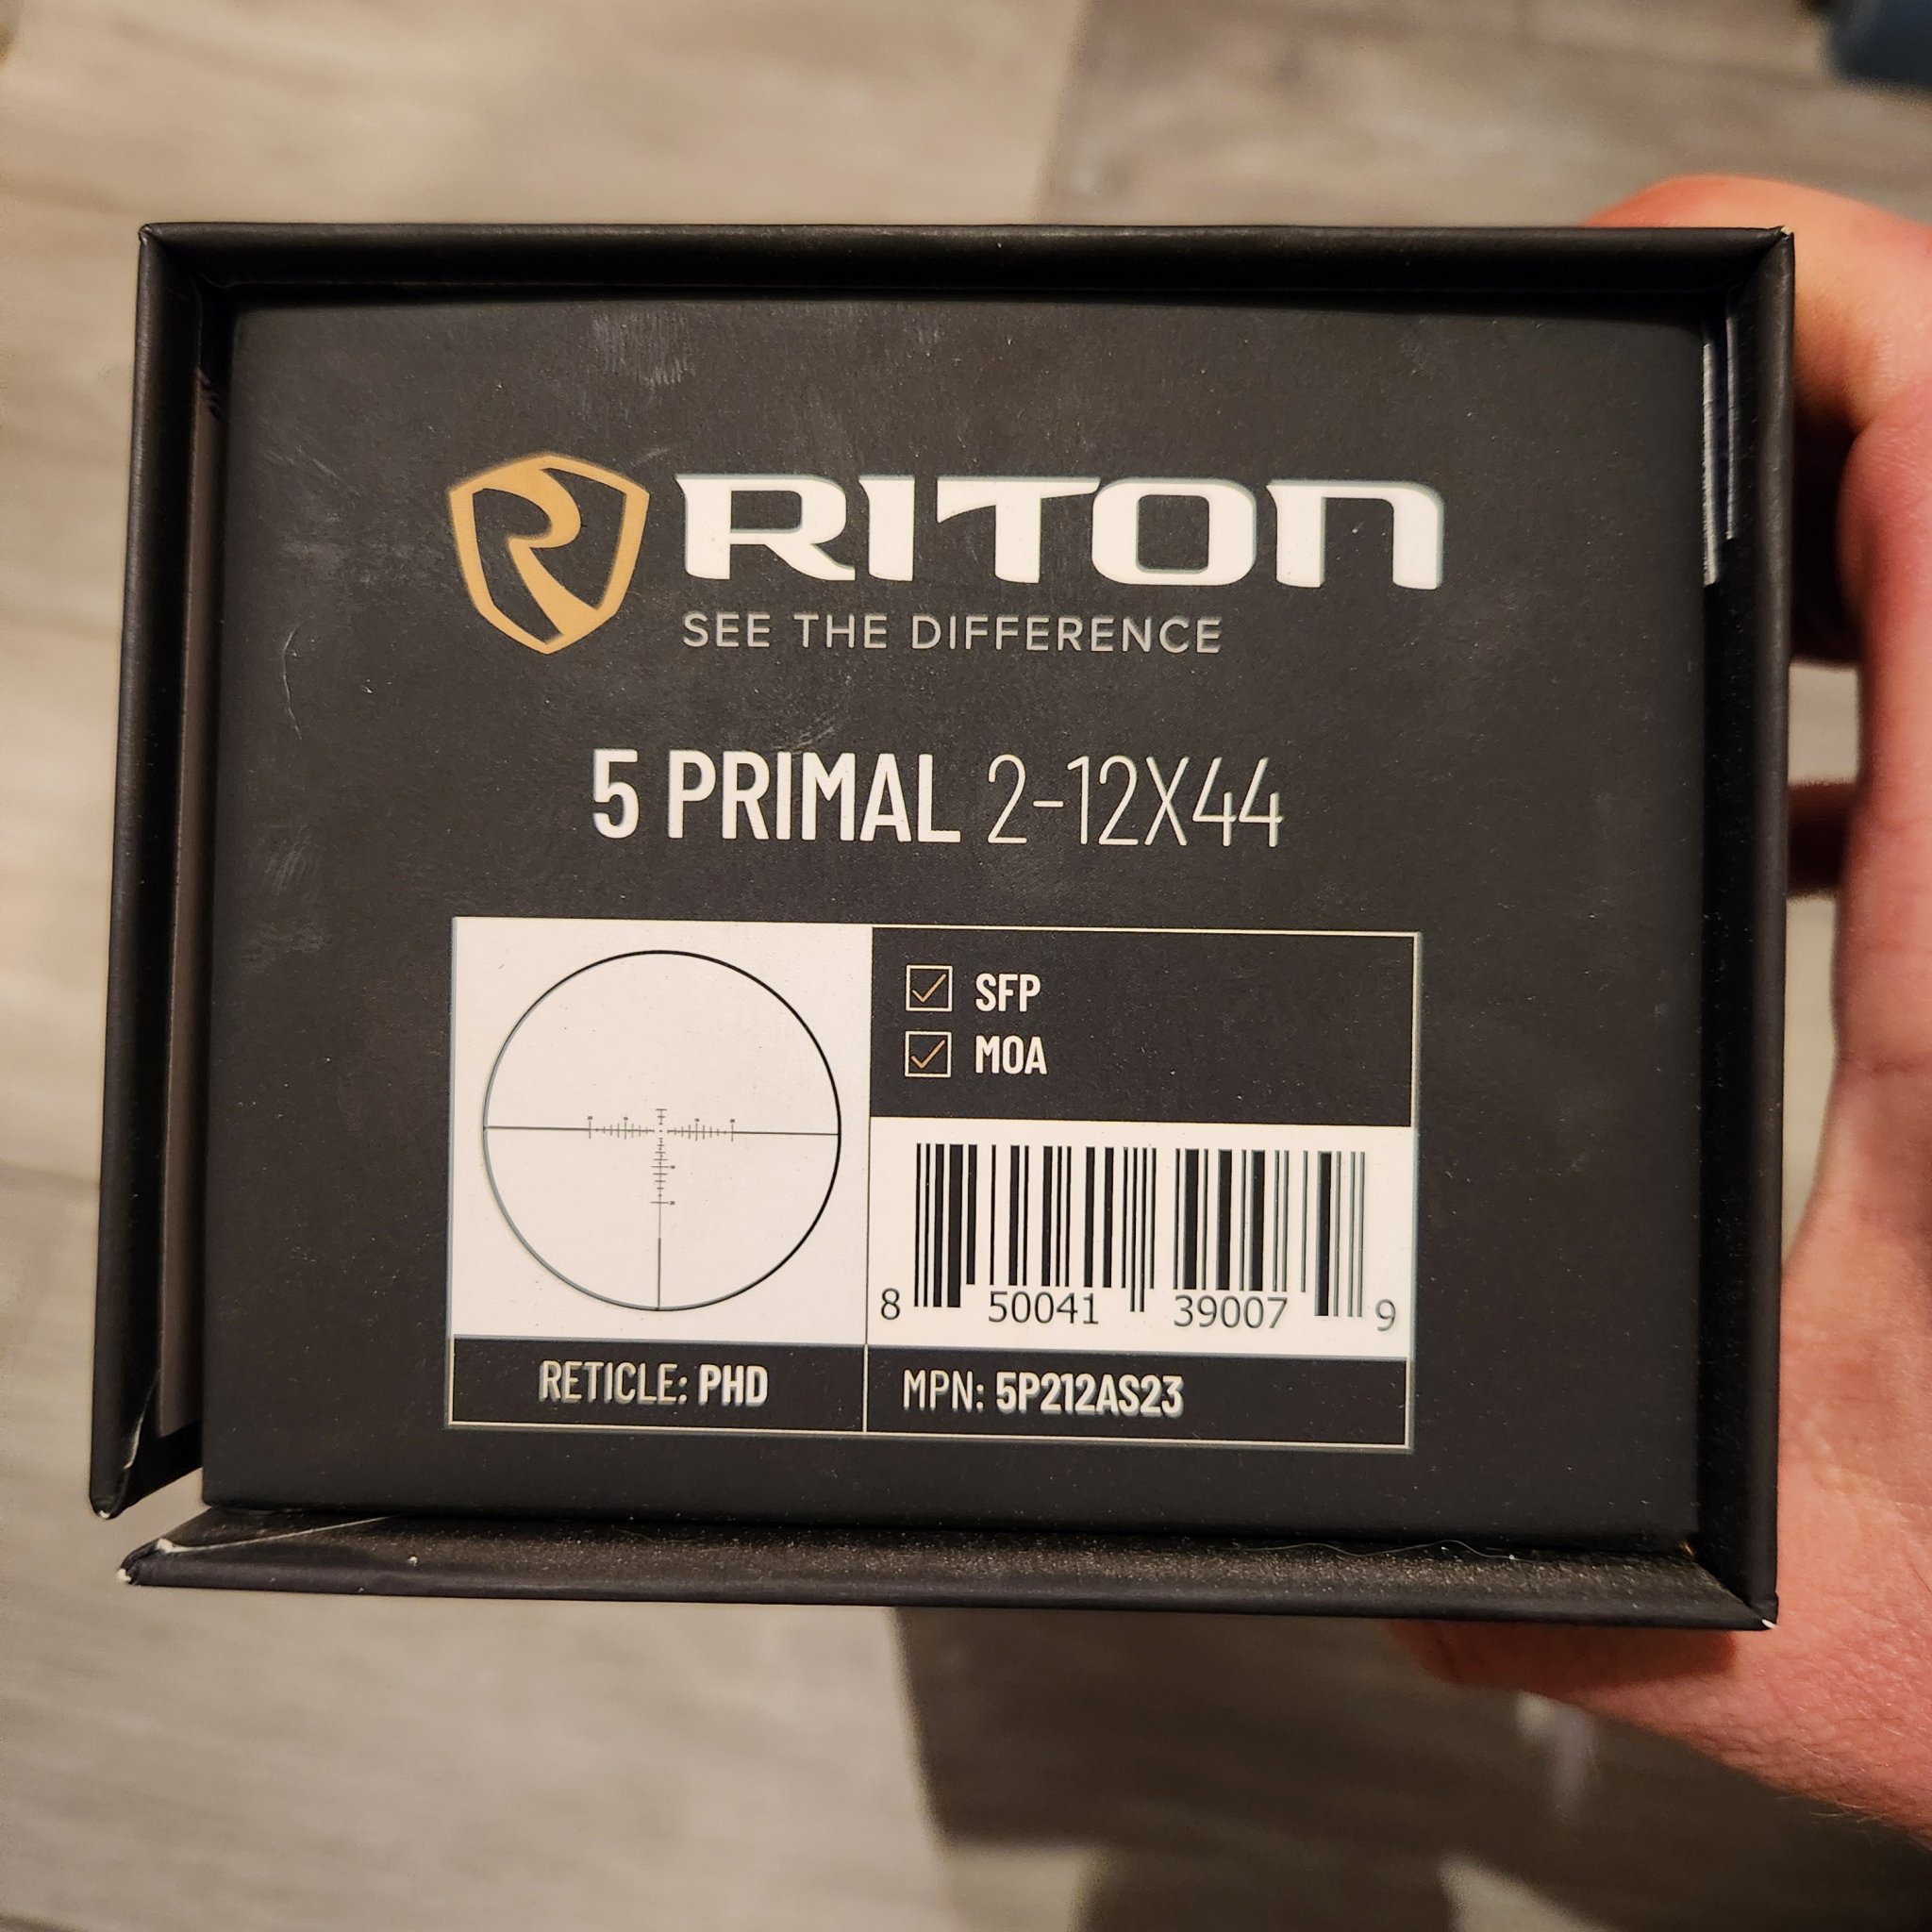 RITON
SEE THE DIFFERENCE
5 PRIMAL 2-12X44
SFP
MOA
8 50041 39007 9
RETICLE: PHD
MPN: 5P212AS23